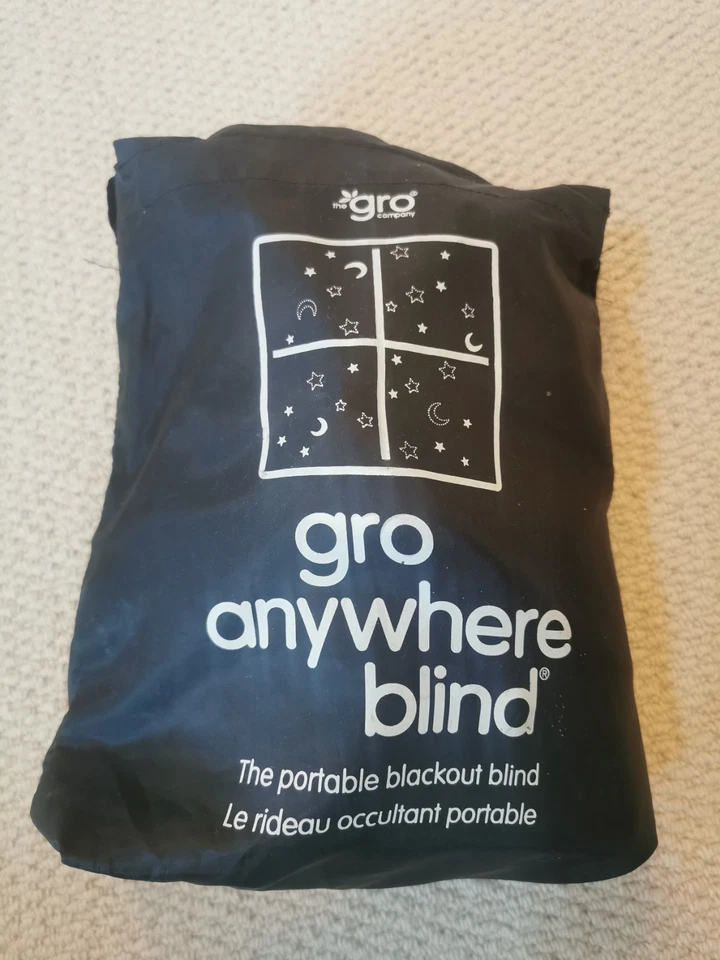 the gro®
company
gro
anywhere
blind®
The portable blackout blind
Le rideau occultant portable